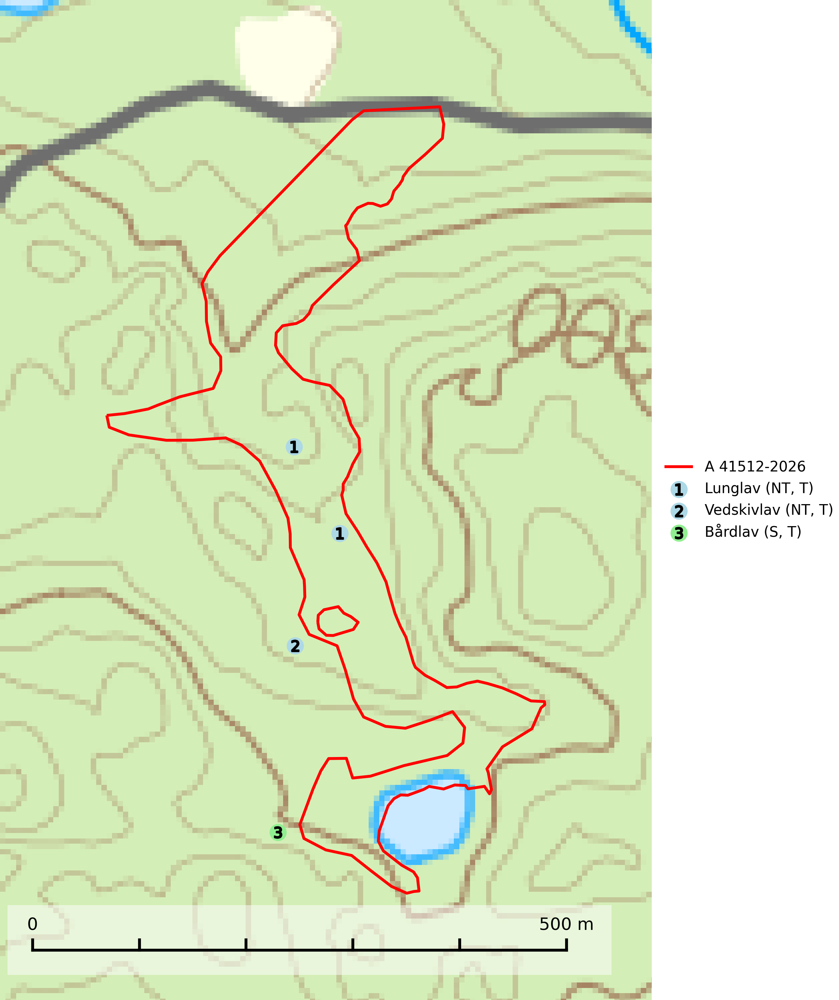 1
1
2
3
0 500 m
A 41512-2026
1 Lunglav (NT, T)
2 Vedskivlav (NT, T)
3 Bårdlav (S, T)